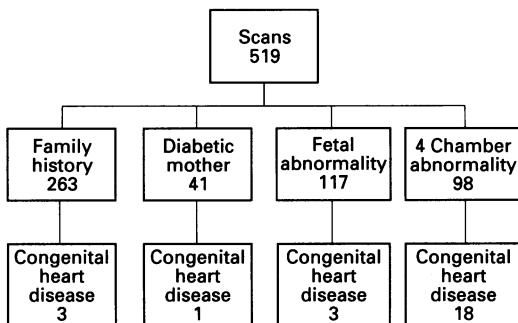 Scans
519
Family
history
263
Diabetic
mother
41
Fetal
abnormality
117
4 Chamber
abnormality
98
Congenital
heart
disease
3
Congenital
heart
disease
1
Congenital
heart
disease
3
Congenital
heart
disease
18